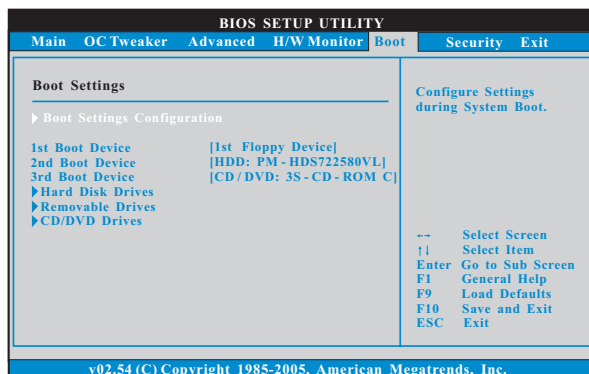 BIOS SETUP UTILITY
Main OC Tweaker Advanced H/W Monitor Boot Security Exit
Boot Settings
Boot Settings Configuration
1st Boot Device [1st Floppy Device]
2nd Boot Device [HDD: PM - HDS722580VL]
3rd Boot Device [CD / DVD: 3S - CD - ROM C]
Hard Disk Drives
Removable Drives
CD/DVD Drives
Configure Settings
during System Boot.
←→ Select Screen
↑↓ Select Item
Enter Go to Sub Screen
F1 General Help
F9 Load Defaults
F10 Save and Exit
ESC Exit
v02.54 (C) Copyright 1985-2005, American Megatrends, Inc.